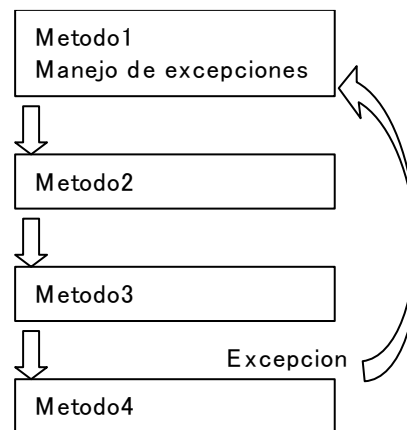 Metodo1
Manejo de excepciones
Metodo2
Metodo3
Excepcion
Metodo4